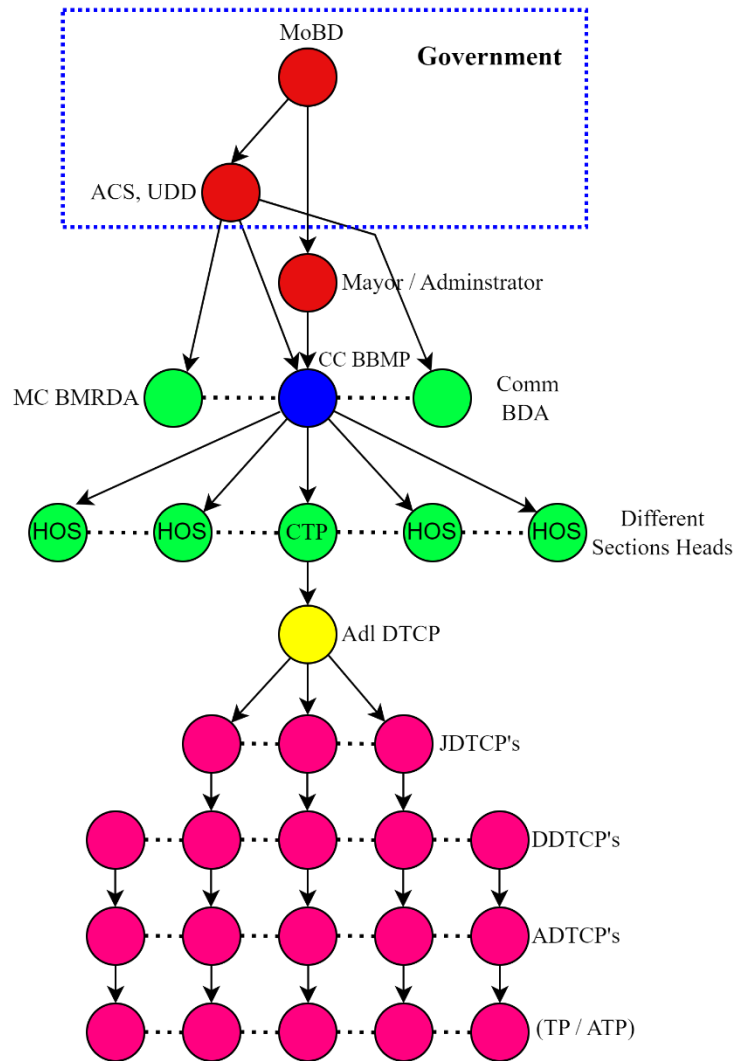 MoBD
Government
ACS, UDD
Mayor / Adminstrator
CC BBMP
MC BMRDA
Comm
BDA
HOS
HOS
CTP
HOS
HOS
Different
Sections Heads
Adl DTCP
JDTCP's
DDTCP's
ADTCP's
(TP / ATP)